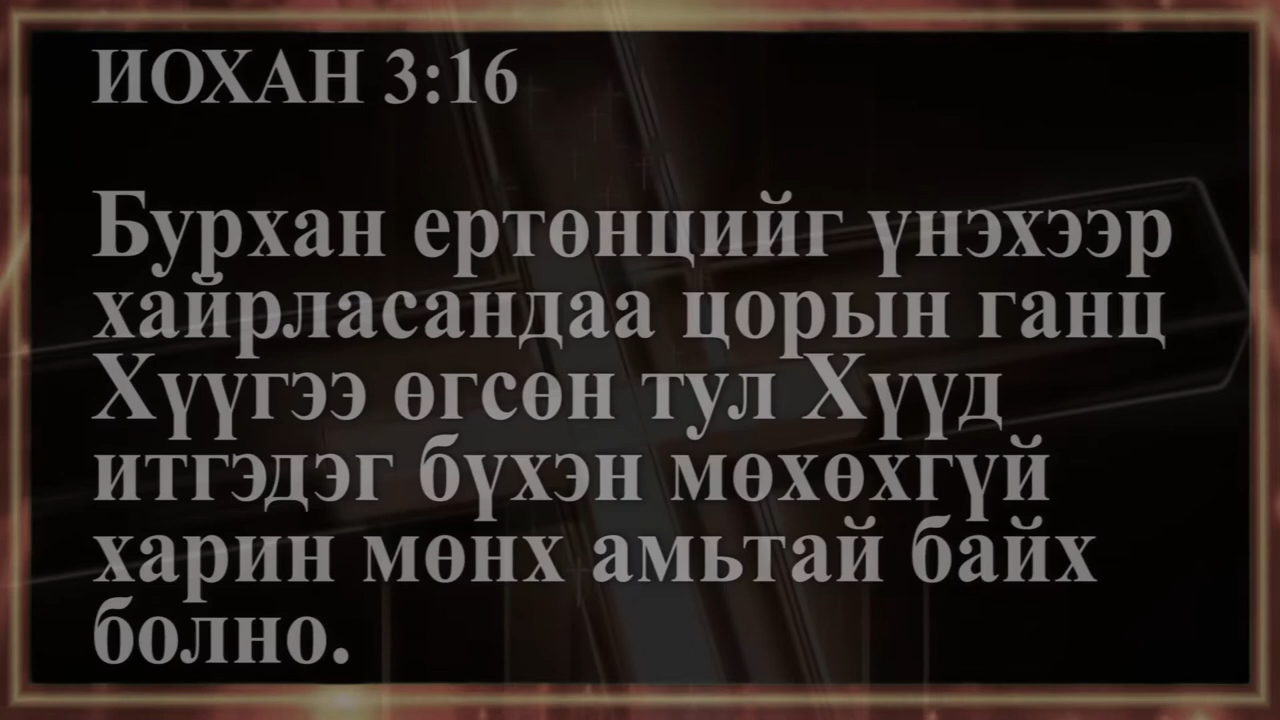 ИОХАН 3:16
Бурхан ертөнцийг үнэхээр
хайрласандаа цорын ганц
Хүүгээ өгсөн тул Хүүд
итгэдэг бүхэн мөхөхгүй
харин мөнх амьтай байх
болно.